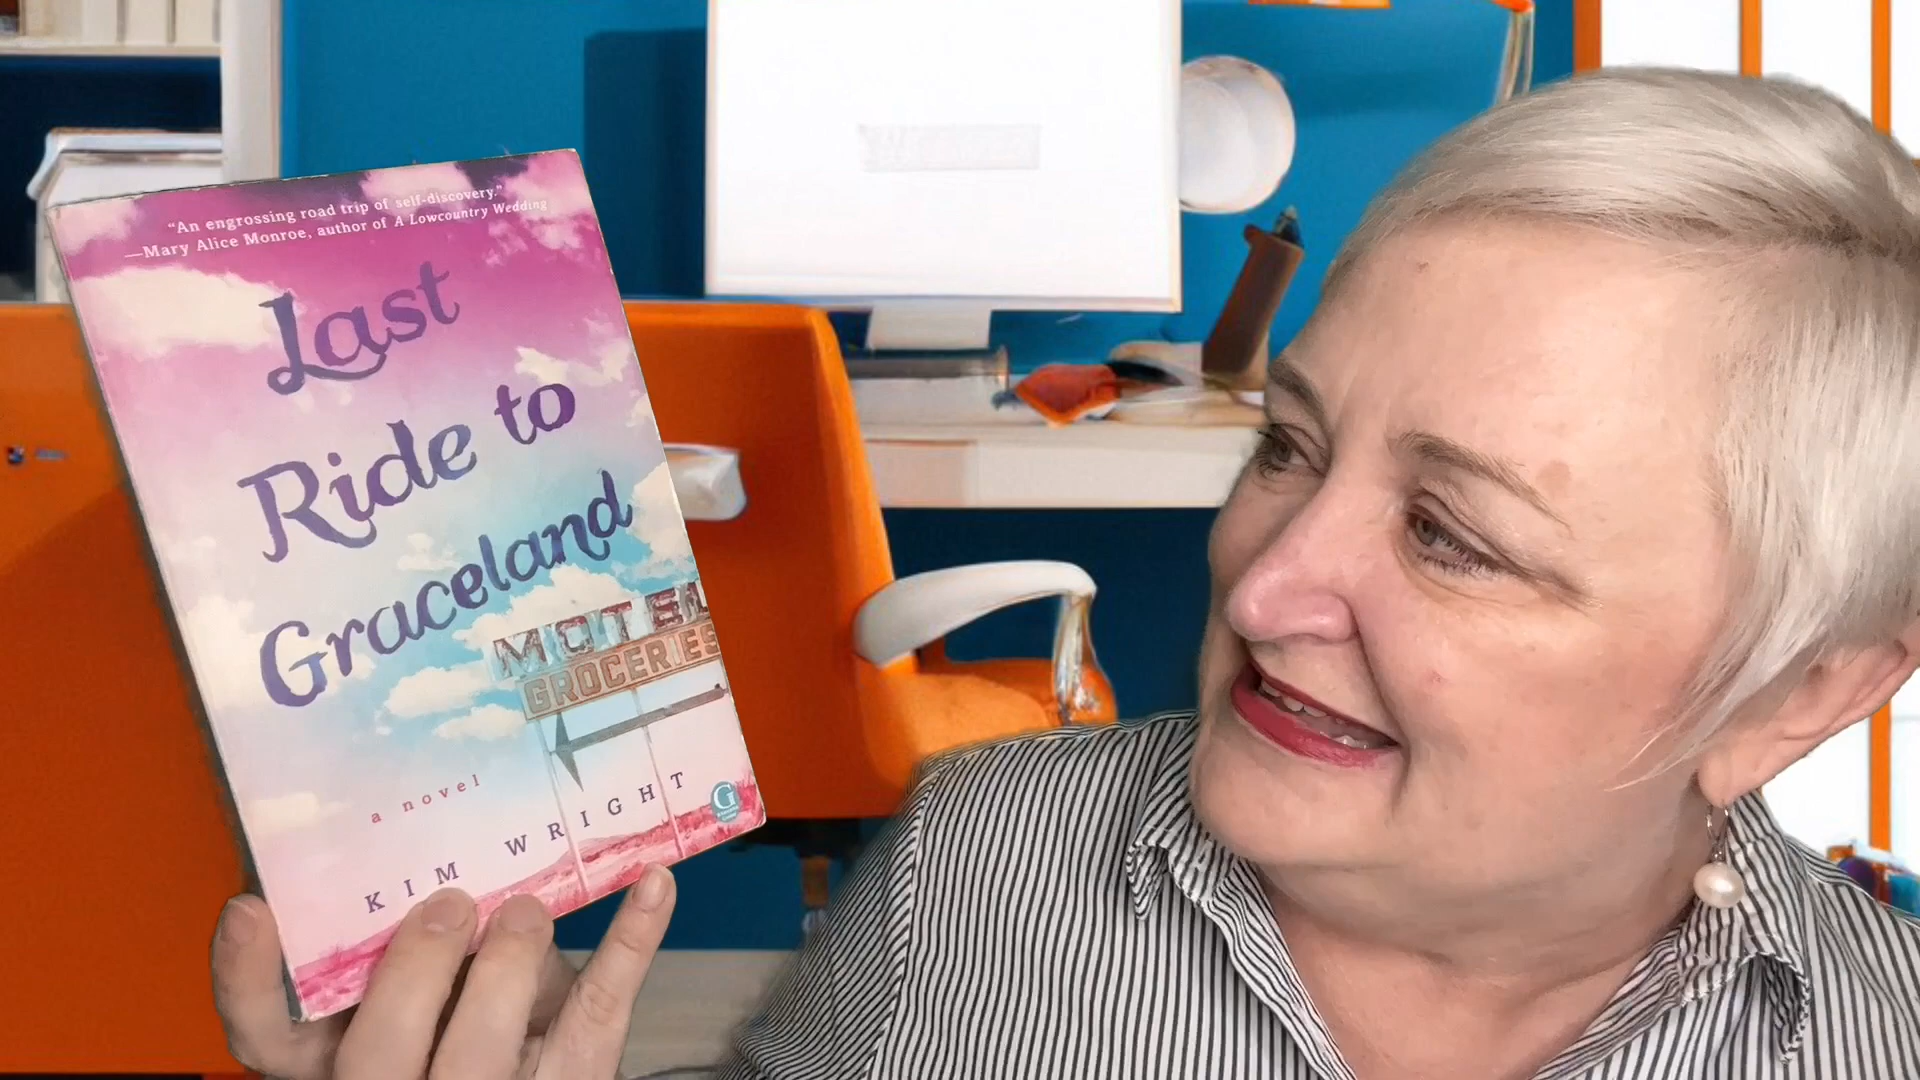 “An engrossing road trip of self-discovery.”
—Mary Alice Monroe, author of A Lowcountry Wedding
Last
Ride to
Graceland
MOTEL
GROCERIES
a novel
KIM WRIGHT
G